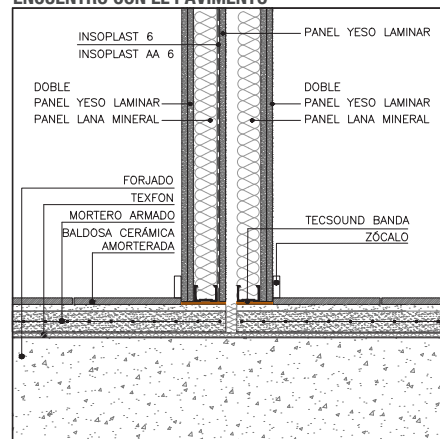 ENCUENTRO CON EL PAVIMENTO
INSOPLAST 6
INSOPLAST AA 6
PANEL YESO LAMINAR
DOBLE
PANEL YESO LAMINAR
PANEL LANA MINERAL
DOBLE
PANEL YESO LAMINAR
PANEL LANA MINERAL
FORJADO
TEXFON
MORTERO ARMADO
BALDOSA CERÁMICA
AMORTERADA
TECSOUND BANDA
ZÓCALO